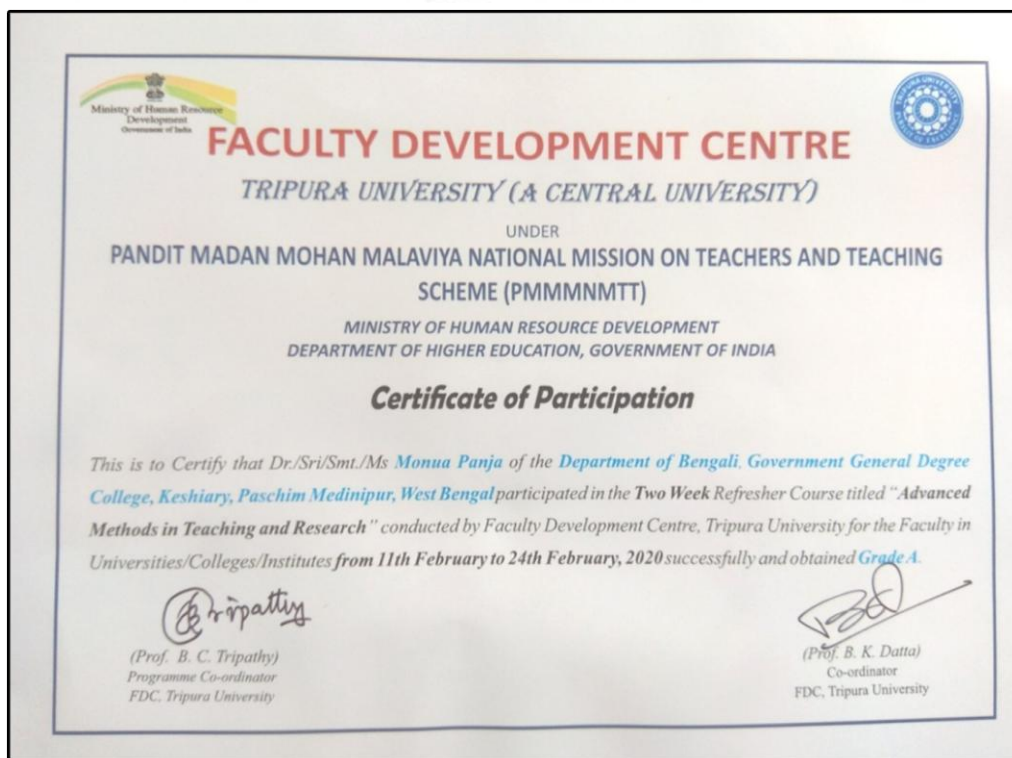 Ministry of Human Resource
Development
Government of India
TRIPURA UNIVERSITY
FACULTY DEVELOPMENT CENTRE
TRIPURA UNIVERSITY (A CENTRAL UNIVERSITY)
UNDER
PANDIT MADAN MOHAN MALAVIYA NATIONAL MISSION ON TEACHERS AND TEACHING
SCHEME (PMMMNMTT)
MINISTRY OF HUMAN RESOURCE DEVELOPMENT
DEPARTMENT OF HIGHER EDUCATION, GOVERNMENT OF INDIA
Certificate of Participation
This is to Certify that Dr./Sri/Smt./Ms Monua Panja of the Department of Bengali, Government General Degree
College, Keshiary, Paschim Medinipur, West Bengal participated in the Two Week Refresher Course titled “Advanced
Methods in Teaching and Research” conducted by Faculty Development Centre, Tripura University for the Faculty in
Universities/Colleges/Institutes from 11th February to 24th February, 2020 successfully and obtained Grade A.
(Prof. B. C. Tripathy)
Programme Co-ordinator
FDC, Tripura University
(Prof. B. K. Datta)
Co-ordinator
FDC, Tripura University